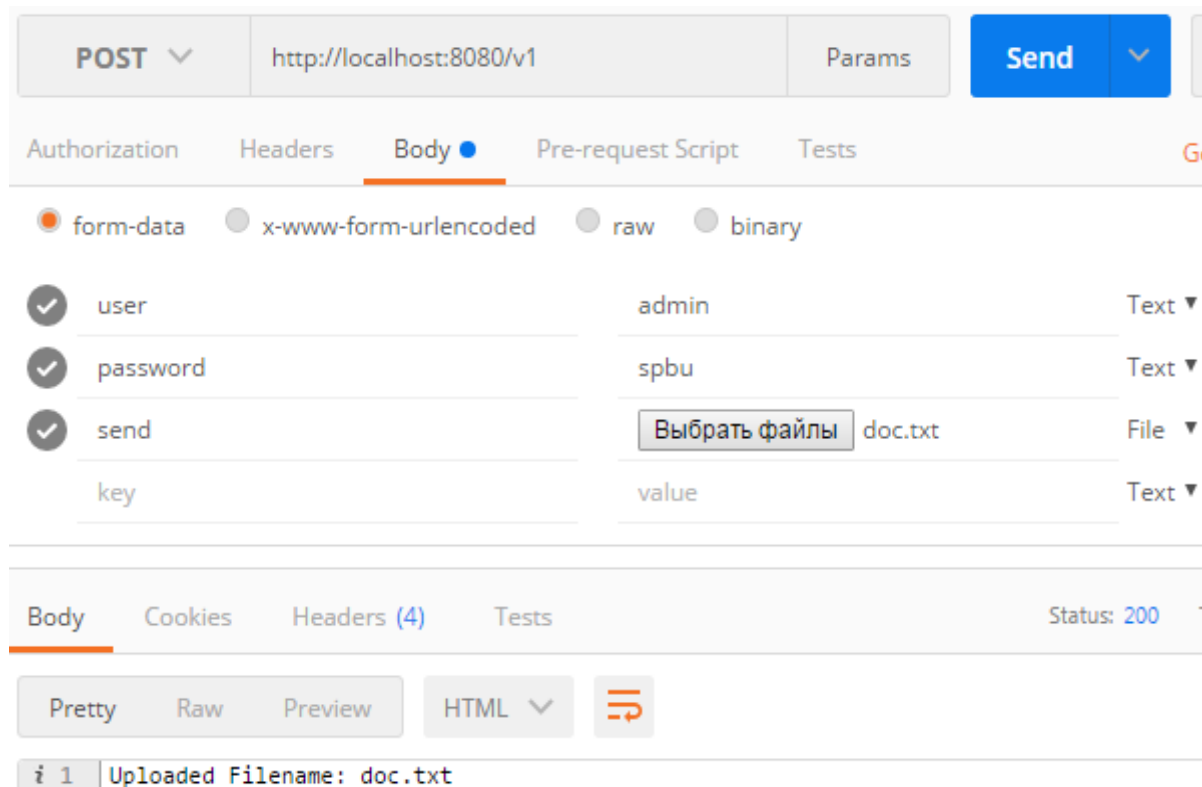 POST http://localhost:8080/v1 Params Send
Authorization Headers Body Pre-request Script Tests
form-data x-www-form-urlencoded raw binary
user admin Text
password spbu Text
send Выбрать файлы doc.txt File
key value Text
Body Cookies Headers (4) Tests Status: 200
Pretty Raw Preview HTML
i 1 Uploaded Filename: doc.txt